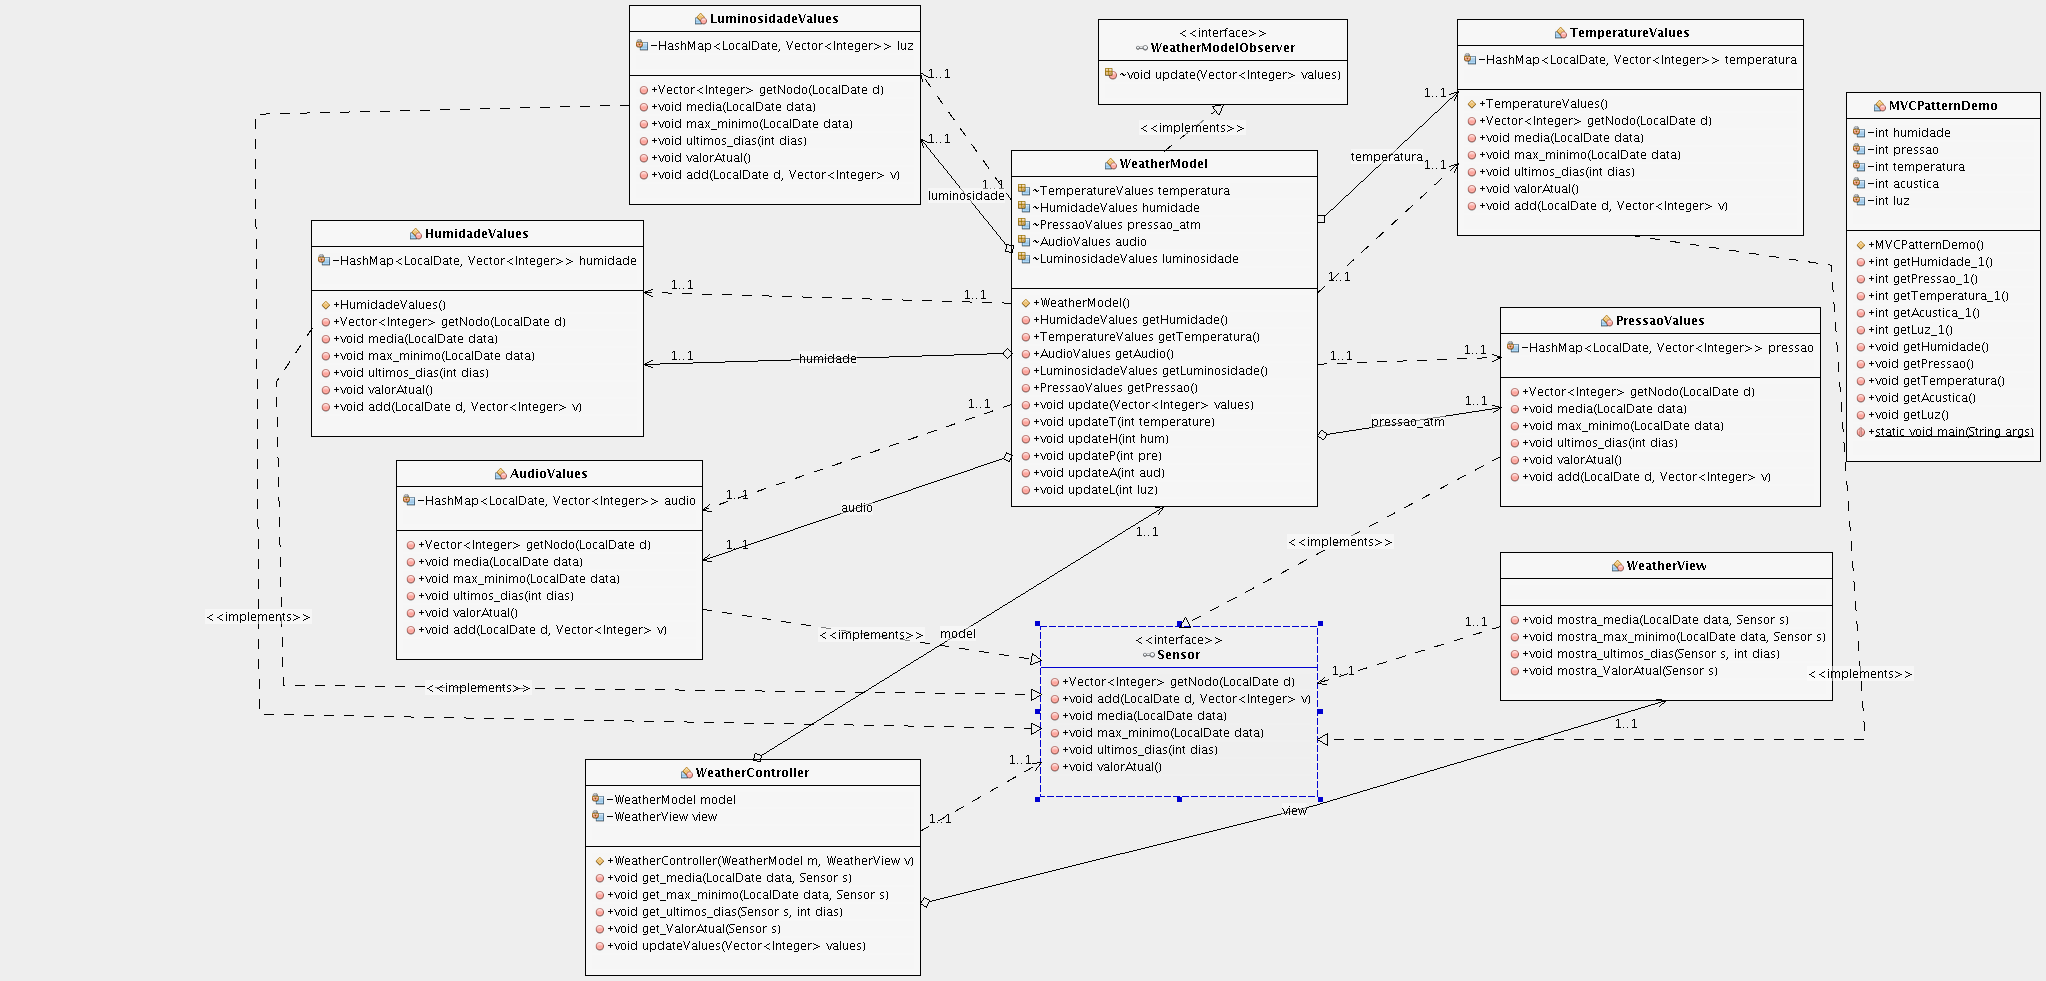 LuminosidadeValues
-HashMap<LocalDate, Vector<Integer>> luz
+Vector<Integer> getNodo(LocalDate d)
+void media(LocalDate data)
+void max_minimo(LocalDate data)
+void ultimos_dias(int dias)
+void valorAtual()
+void add(LocalDate d, Vector<Integer> v)
<<interface>>
WeatherModelObserver
~void update(Vector<Integer> values)
TemperatureValues
-HashMap<LocalDate, Vector<Integer>> temperatura
+TemperatureValues()
+Vector<Integer> getNodo(LocalDate d)
+void media(LocalDate data)
+void max_minimo(LocalDate data)
+void ultimos_dias(int dias)
+void valorAtual()
+void add(LocalDate d, Vector<Integer> v)
MVCPatternDemo
-int humidade
-int pressao
-int temperatura
-int acustica
-int luz
+MVCPatternDemo()
+int getHumidade_1()
+int getPressao_1()
+int getTemperatura_1()
+int getAcustica_1()
+int getLuz_1()
+void getHumidade()
+void getPressao()
+void getTemperatura()
+void getAcustica()
+void getLuz()
+static void main(String args)
1..1
1..1
1..1
luminosidade
<<implements>>
1..1
temperatura
1..1
1..1
WeatherModel
~TemperatureValues temperatura
~HumidadeValues humidade
~PressaoValues pressao_atm
~AudioValues audio
~LuminosidadeValues luminosidade
+WeatherModel()
+HumidadeValues getHumidade()
+TemperatureValues getTemperatura()
+AudioValues getAudio()
+LuminosidadeValues getLuminosidade()
+PressaoValues getPressao()
+void update(Vector<Integer> values)
+void updateT(int temperature)
+void updateH(int hum)
+void updateP(int pre)
+void updateA(int aud)
+void updateL(int luz)
HumidadeValues
-HashMap<LocalDate, Vector<Integer>> humidade
+HumidadeValues()
+Vector<Integer> getNodo(LocalDate d)
+void media(LocalDate data)
+void max_minimo(LocalDate data)
+void ultimos_dias(int dias)
+void valorAtual()
+void add(LocalDate d, Vector<Integer> v)
1..1
1..1
1..1
humidade
1..1
1..1
1..1
pressao_atm
PressaoValues
-HashMap<LocalDate, Vector<Integer>> pressao
+Vector<Integer> getNodo(LocalDate d)
+void media(LocalDate data)
+void max_minimo(LocalDate data)
+void ultimos_dias(int dias)
+void valorAtual()
+void add(LocalDate d, Vector<Integer> v)
AudioValues
-HashMap<LocalDate, Vector<Integer>> audio
+Vector<Integer> getNodo(LocalDate d)
+void media(LocalDate data)
+void max_minimo(LocalDate data)
+void ultimos_dias(int dias)
+void valorAtual()
+void add(LocalDate d, Vector<Integer> v)
1..1
1..1
audio
1..1
1..1
<<implements>>
WeatherView
+void mostra_media(LocalDate data, Sensor s)
+void mostra_max_minimo(LocalDate data, Sensor s)
+void mostra_ultimos_dias(Sensor s, int dias)
+void mostra_ValorAtual(Sensor s)
<<implements>>
<<implements>>
model
<<implements>>
<<interface>>
Sensor
+Vector<Integer> getNodo(LocalDate d)
+void add(LocalDate d, Vector<Integer> v)
+void media(LocalDate data)
+void max_minimo(LocalDate data)
+void ultimos_dias(int dias)
+void valorAtual()
1..1
1..1
<<implements>>
1..1
1..1
1..1
view
WeatherController
-WeatherModel model
-WeatherView view
+WeatherController(WeatherModel m, WeatherView v)
+void get_media(LocalDate data, Sensor s)
+void get_max_minimo(LocalDate data, Sensor s)
+void get_ultimos_dias(Sensor s, int dias)
+void get_ValorAtual(Sensor s)
+void updateValues(Vector<Integer> values)